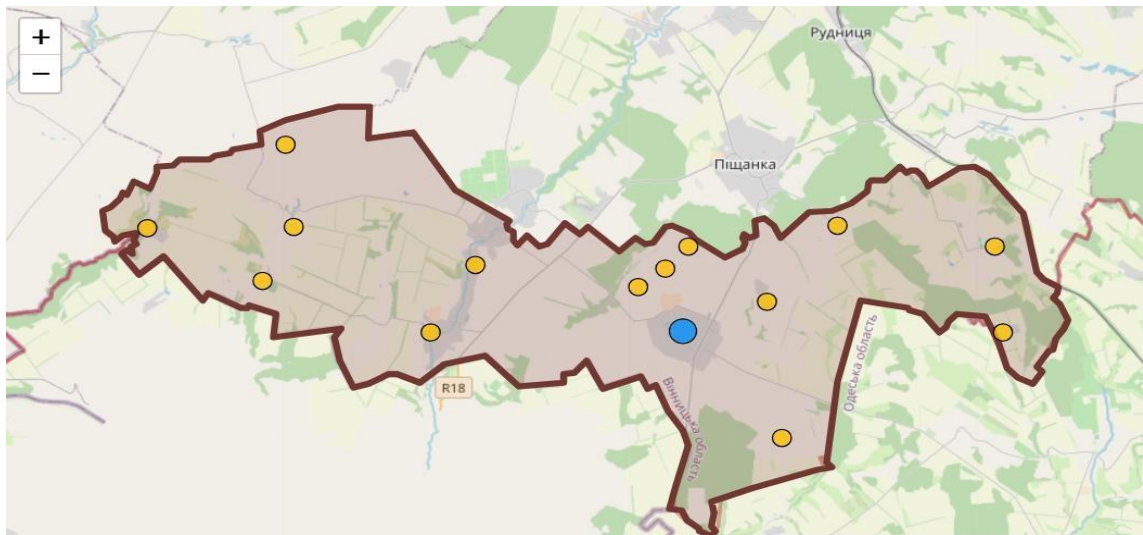 +
−
Рудниця
Піщанка
R18
Вінницька область
Одеська область